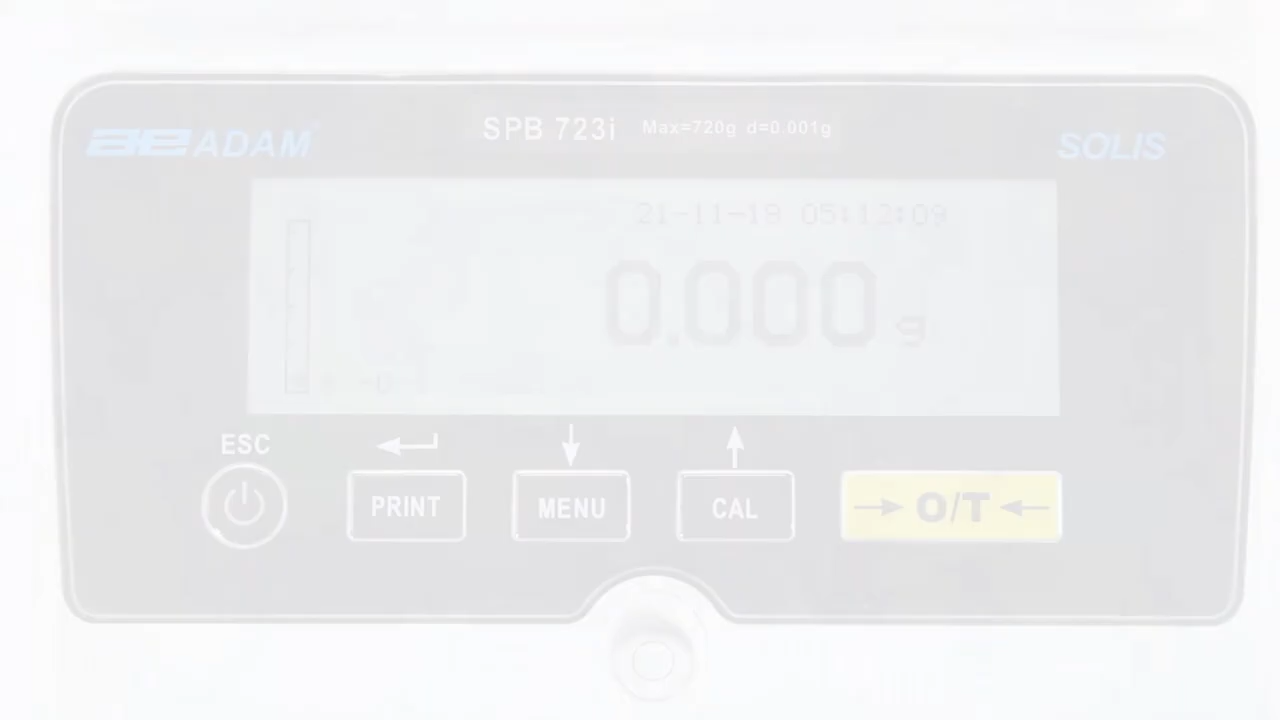 ae ADAM
SPB 723i Max=720g d=0.001g
SOLIS
21-11-18 05:12:09
0.000 g
ESC
PRINT
MENU
CAL
O/T